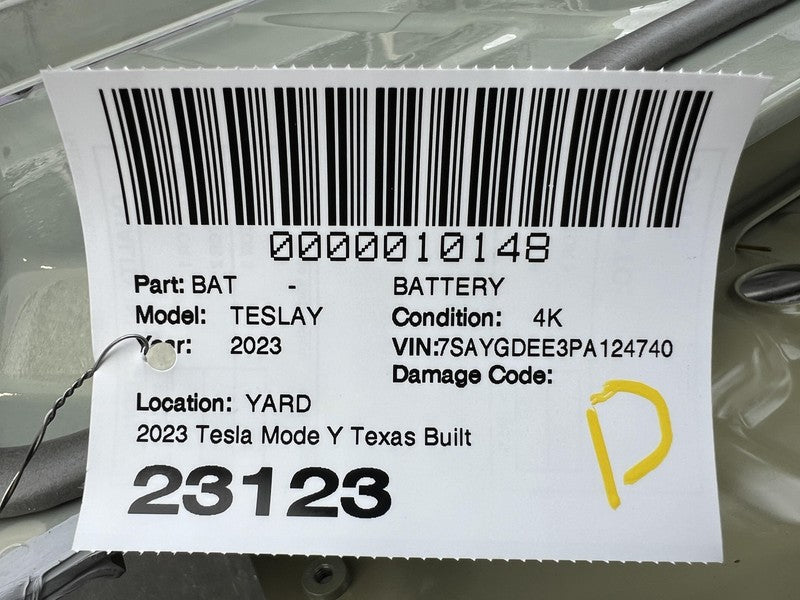 0000010148
Part: BAT - BATTERY
Model: TESLAY Condition: 4K
Year: 2023 VIN:7SAYGDEE3PA124740
Damage Code:
Location: YARD
2023 Tesla Mode Y Texas Built
23123
D